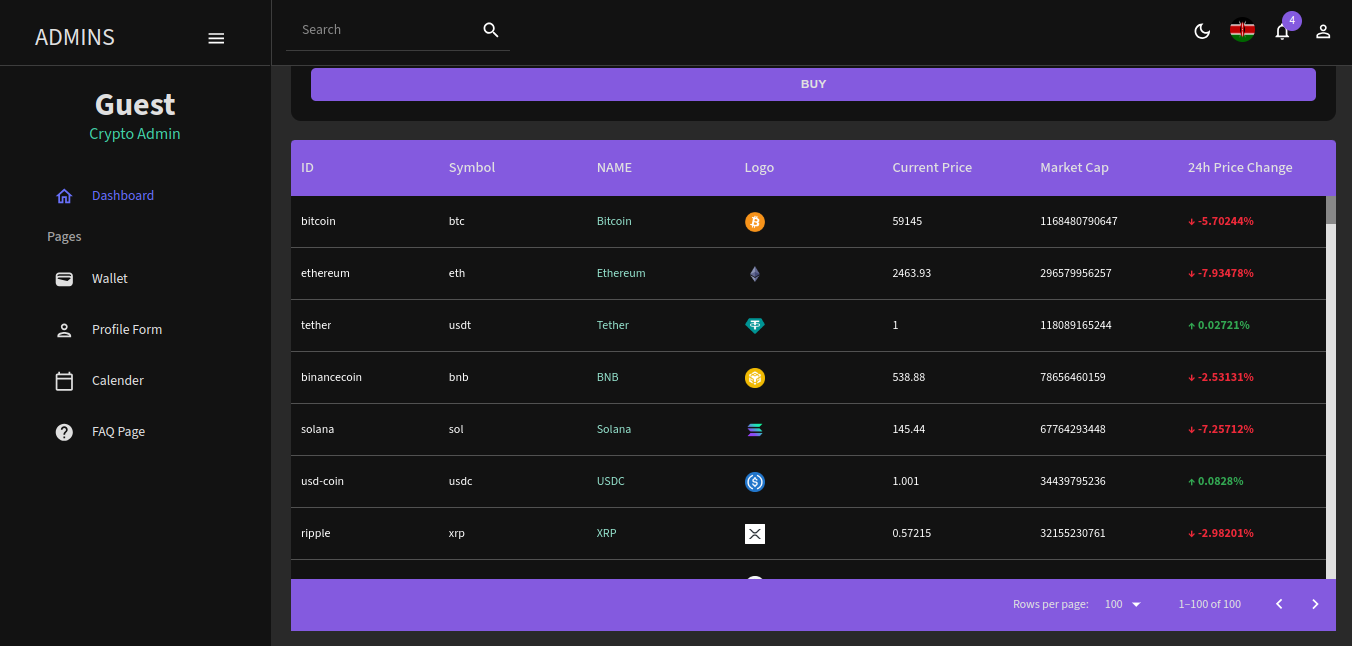 ADMINS
Search
4
Guest
Crypto Admin
Dashboard
Pages
Wallet
Profile Form
Calender
FAQ Page
BUY
ID Symbol NAME Logo Current Price Market Cap 24h Price Change
bitcoin btc Bitcoin 59145 1168480790647 ↓ -5.70244%
ethereum eth Ethereum 2463.93 296579956257 ↓ -7.93478%
tether usdt Tether 1 118089165244 ↑ 0.02721%
binancecoin bnb BNB 538.88 78656460159 ↓ -2.53131%
solana sol Solana 145.44 67764293448 ↓ -7.25712%
usd-coin usdc USDC 1.001 34439795236 ↑ 0.0828%
ripple xrp XRP 0.57215 32155230761 ↓ -2.98201%
Rows per page: 100 1–100 of 100